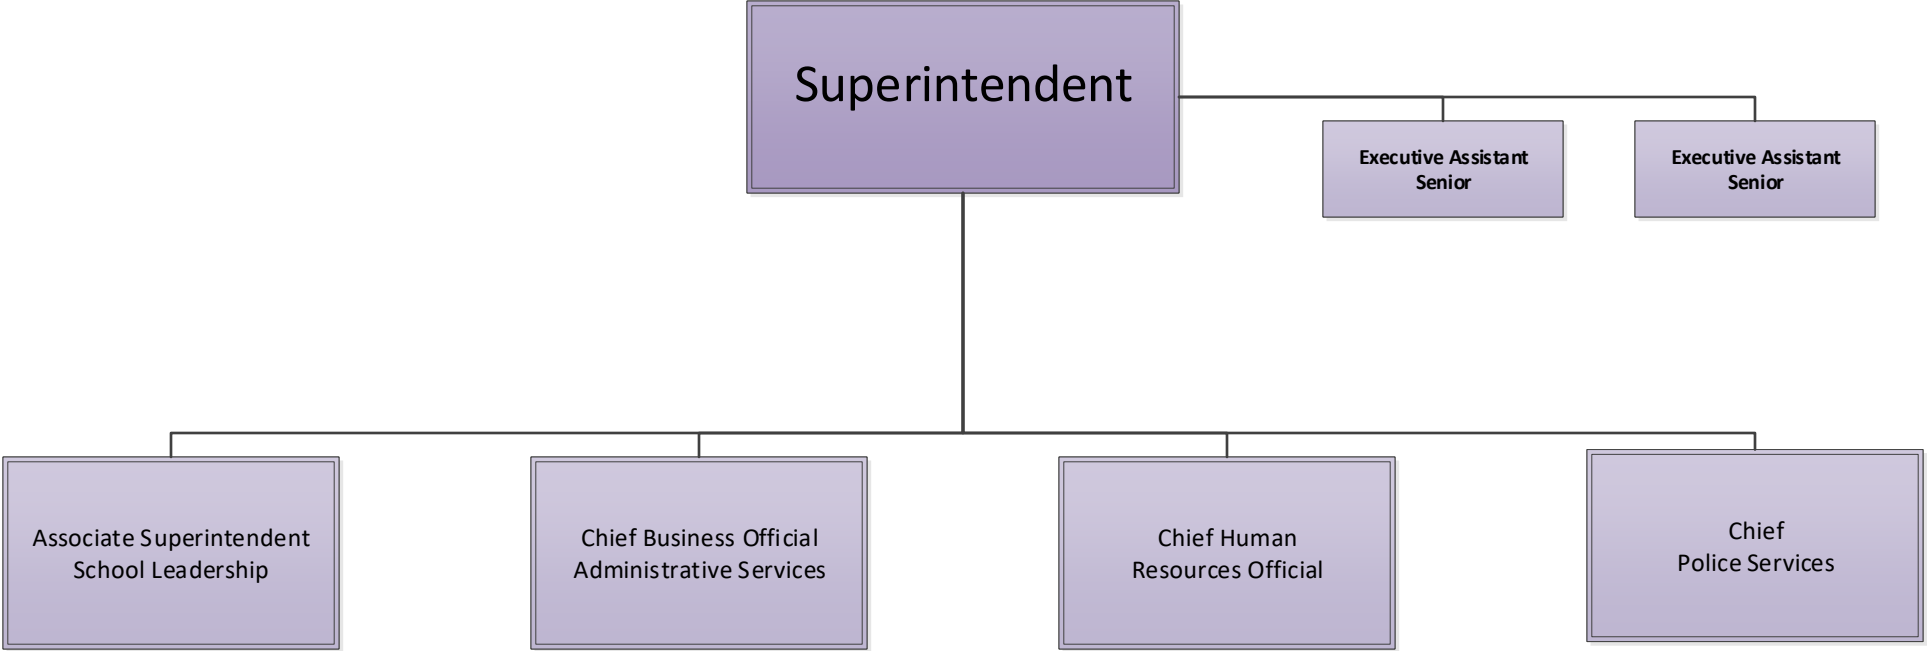 Superintendent
Executive Assistant
Senior
Executive Assistant
Senior
Associate Superintendent
School Leadership
Chief Business Official
Administrative Services
Chief Human
Resources Official
Chief
Police Services